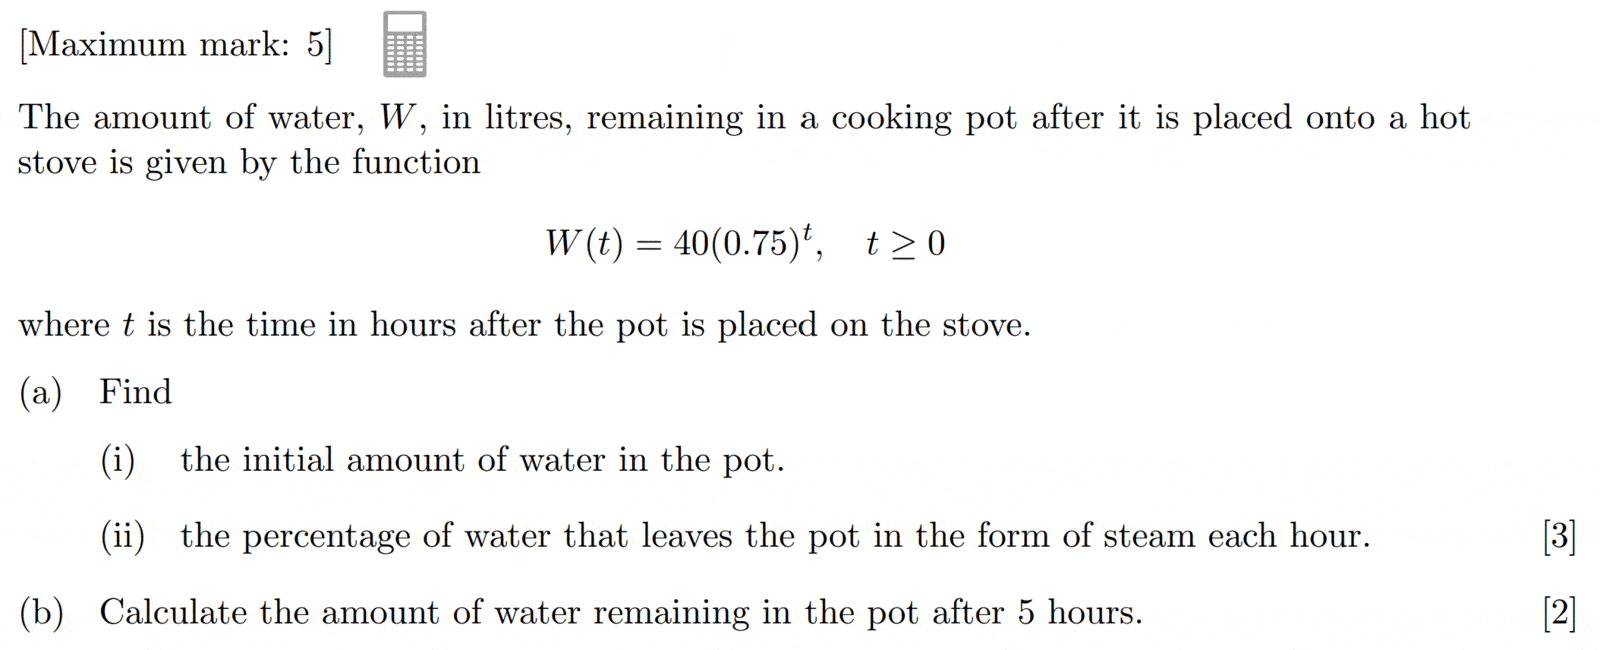 [Maximum mark: 5]
The amount of water, W, in litres, remaining in a cooking pot after it is placed onto a hot
stove is given by the function
W(t) = 40(0.75)^t, t ≥ 0
where t is the time in hours after the pot is placed on the stove.
(a) Find
(i) the initial amount of water in the pot.
(ii) the percentage of water that leaves the pot in the form of steam each hour. [3]
(b) Calculate the amount of water remaining in the pot after 5 hours. [2]